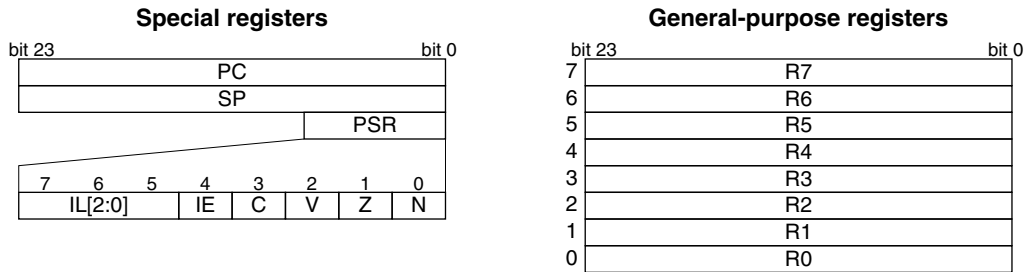 Special registers
bit 23 bit 0
PC
SP
PSR
7 6 5 4 3 2 1 0
IL[2:0] IE C V Z N
General-purpose registers
bit 23 bit 0
7 R7
6 R6
5 R5
4 R4
3 R3
2 R2
1 R1
0 R0